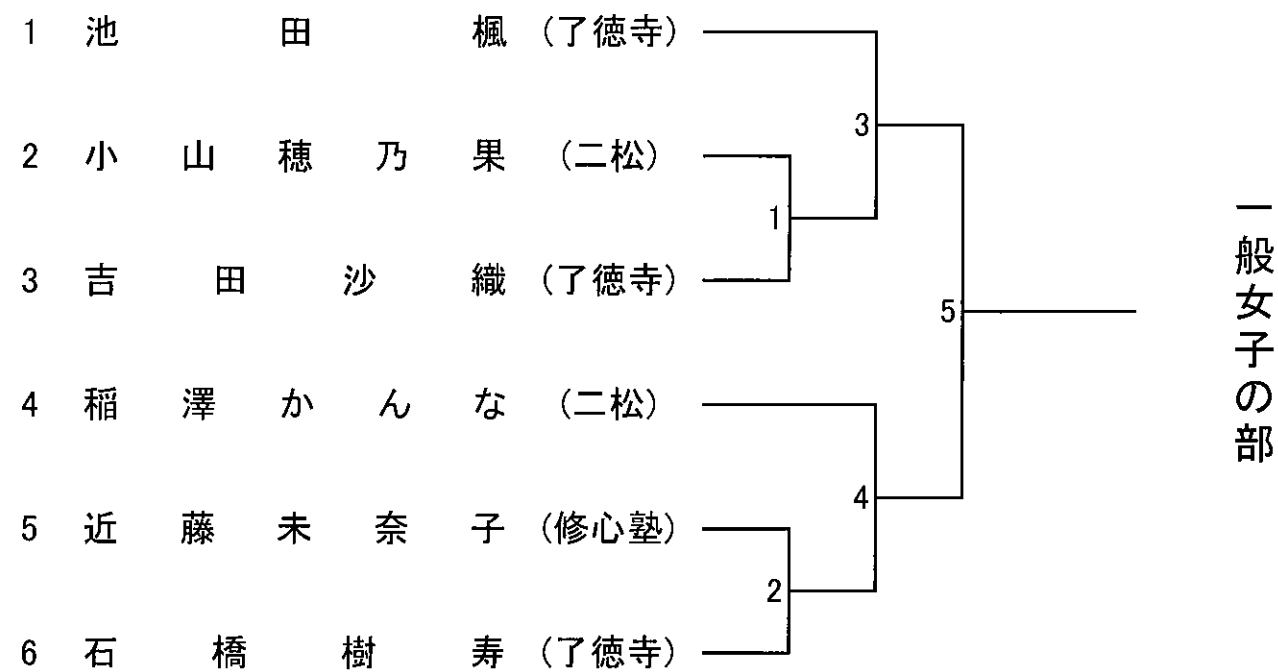 1 池田楓 (了徳寺)
2 小山穂乃果 (二松)
3 吉田沙織 (了徳寺)
4 稲澤かんな (二松)
5 近藤未奈子 (修心塾)
6 石橋樹寿 (了徳寺)
1
2
3
4
5
一般女子の部